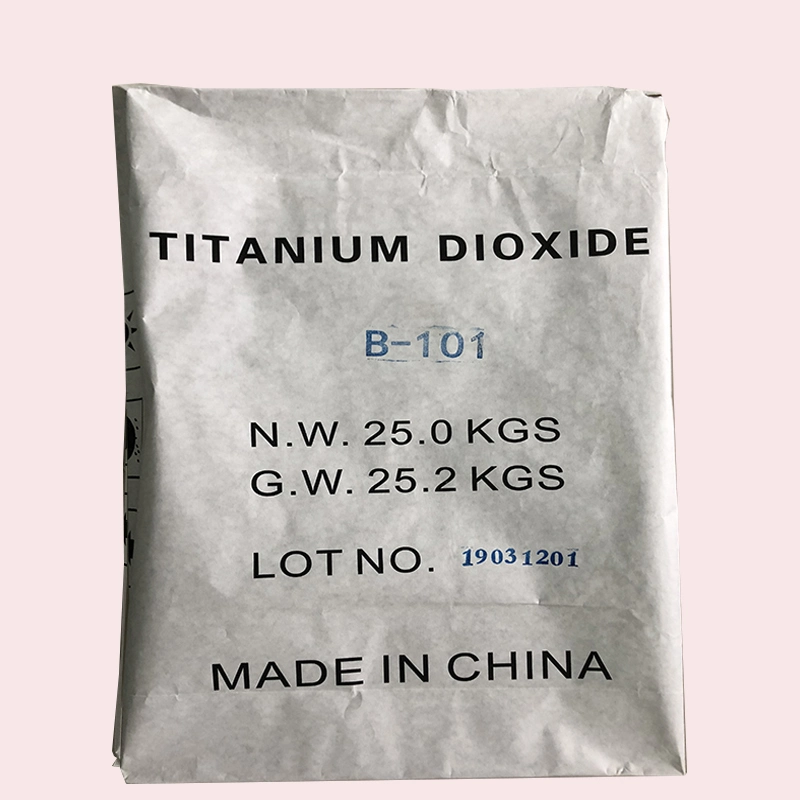 TITANIUM DIOXIDE
B-101
N.W. 25.0 KGS
G.W. 25.2 KGS
LOT NO. 19031201
MADE IN CHINA